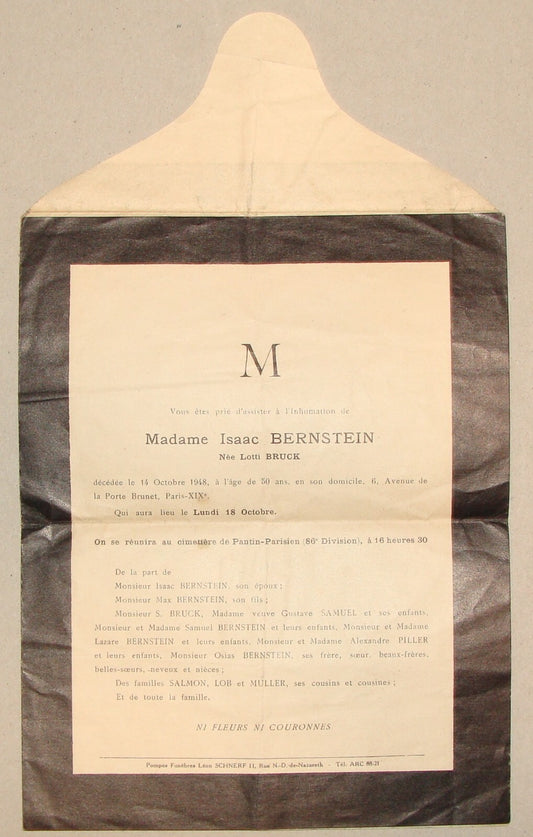 M
Vous êtes prié d'assister à l'Inhumation de
Madame Isaac BERNSTEIN
Née Lotti BRUCK
décédée le 14 Octobre 1948, à l'âge de 50 ans, en son domicile, 6, Avenue de
la Porte Brunet, Paris-XIXᵉ.
Qui aura lieu le Lundi 18 Octobre.
On se réunira au cimetière de Pantin-Parisien (86ᵉ Division), à 16 heures 30
De la part de
Monsieur Isaac BERNSTEIN, son époux ;
Monsieur Max BERNSTEIN, son fils ;
Monsieur S. BRUCK, Madame veuve Gustave SAMUEL et ses enfants,
Monsieur et Madame Samuel BERNSTEIN et leurs enfants, Monsieur et Madame
Lazare BERNSTEIN et leurs enfants, Monsieur et Madame Alexandre PILLER
et leurs enfants, Monsieur Osias BERNSTEIN, ses frère, sœur, beaux-frères,
belles-sœurs, neveux et nièces ;
Des familles SALMON, LOB et MULLER, ses cousins et cousines ;
Et de toute la famille.
NI FLEURS NI COURONNES
Pompes Funèbres Léon SCHNERF 11, Rue N.-D.-de-Nazareth - Tél. ARC 88-21